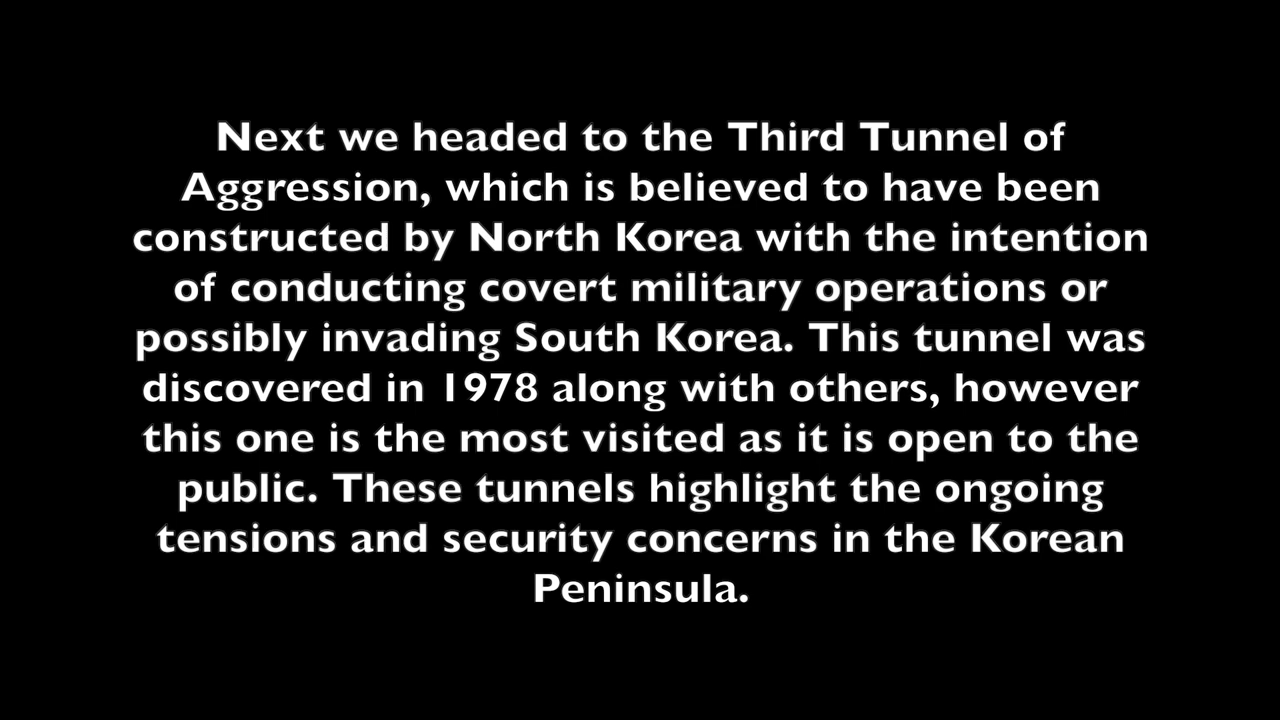 Next we headed to the Third Tunnel of
Aggression, which is believed to have been
constructed by North Korea with the intention
of conducting covert military operations or
possibly invading South Korea. This tunnel was
discovered in 1978 along with others, however
this one is the most visited as it is open to the
public. These tunnels highlight the ongoing
tensions and security concerns in the Korean
Peninsula.